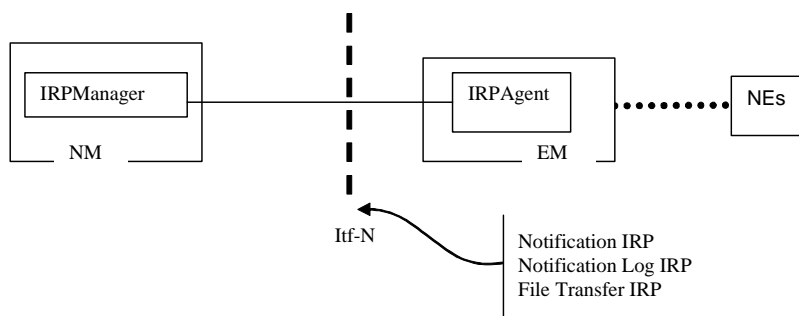 IRPManager
NM
Itf-N
IRPAgent
EM
NEs
Notification IRP
Notification Log IRP
File Transfer IRP